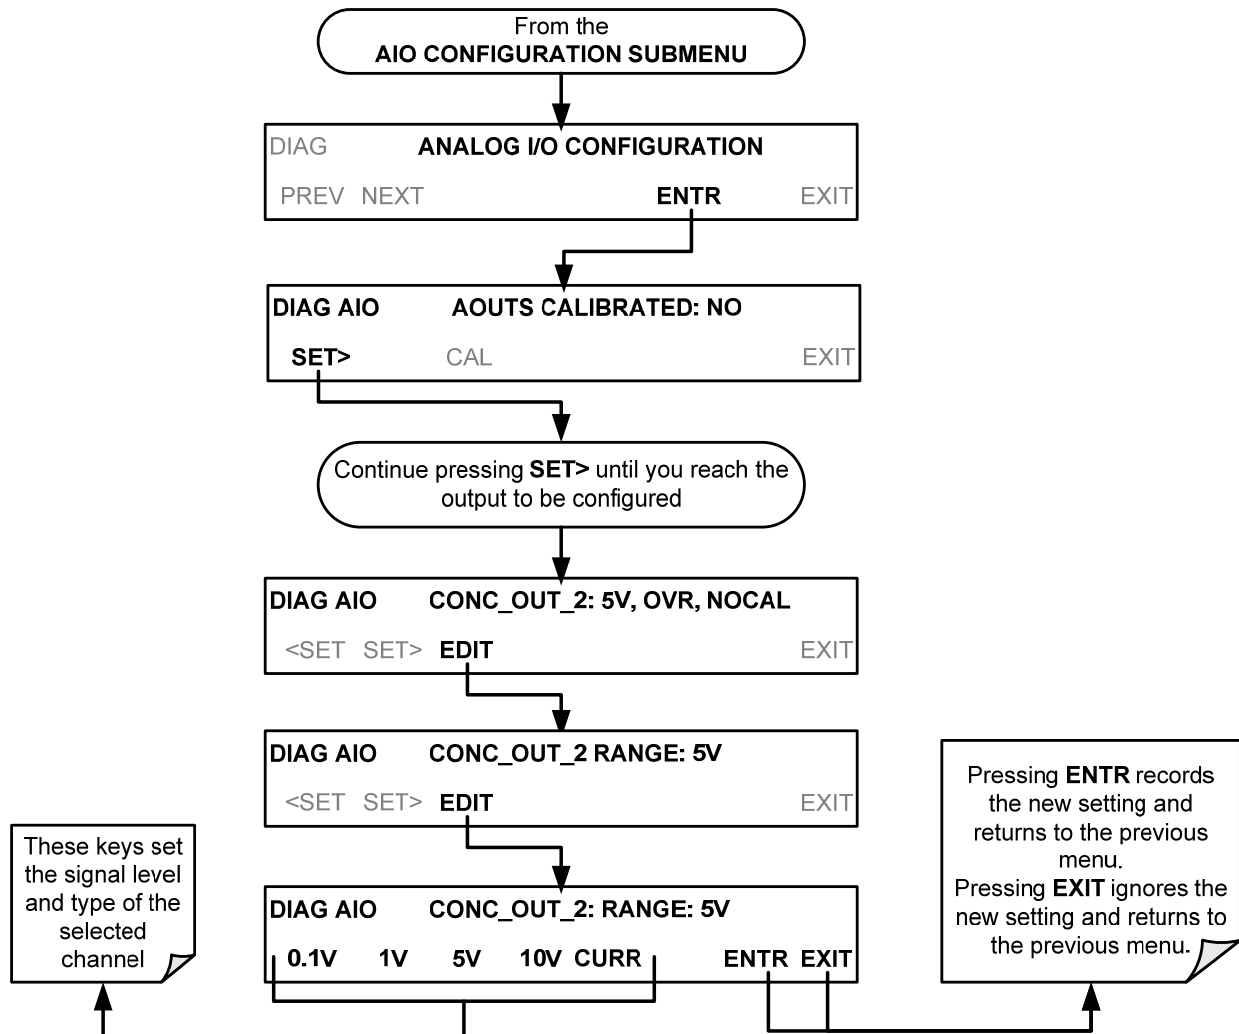 From the
AIO CONFIGURATION SUBMENU
DIAG ANALOG I/O CONFIGURATION
PREV NEXT ENTR EXIT
DIAG AIO AOUTS CALIBRATED: NO
SET> CAL EXIT
Continue pressing SET> until you reach the
output to be configured
DIAG AIO CONC_OUT_2: 5V, OVR, NOCAL
<SET SET> EDIT EXIT
DIAG AIO CONC_OUT_2 RANGE: 5V
<SET SET> EDIT EXIT
DIAG AIO CONC_OUT_2: RANGE: 5V
0.1V 1V 5V 10V CURR ENTR EXIT
These keys set
the signal level
and type of the
selected
channel
Pressing ENTR records
the new setting and
returns to the previous
menu.
Pressing EXIT ignores the
new setting and returns to
the previous menu.